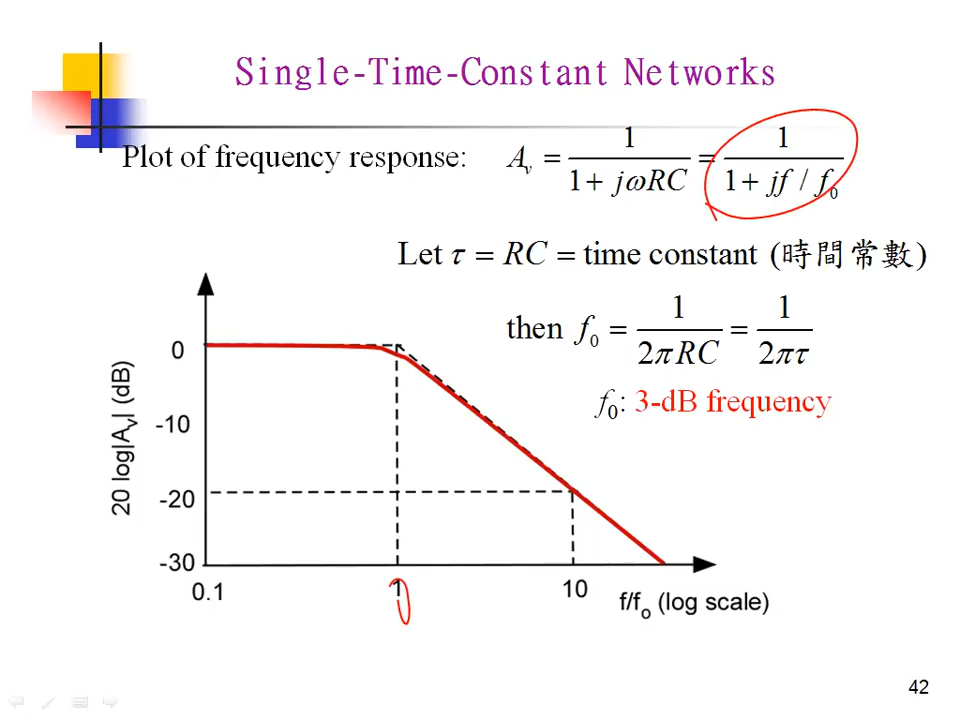 Single-Time-Constant Networks
Plot of frequency response: Av = 1 / (1 + jωRC) = 1 / (1 + jf / f0)
Let τ = RC = time constant (時間常數)
then f0 = 1 / (2πRC) = 1 / (2πτ)
f0: 3-dB frequency
20 log|Av| (dB)
0
-10
-20
-30
0.1
1
10
f/fo (log scale)
42